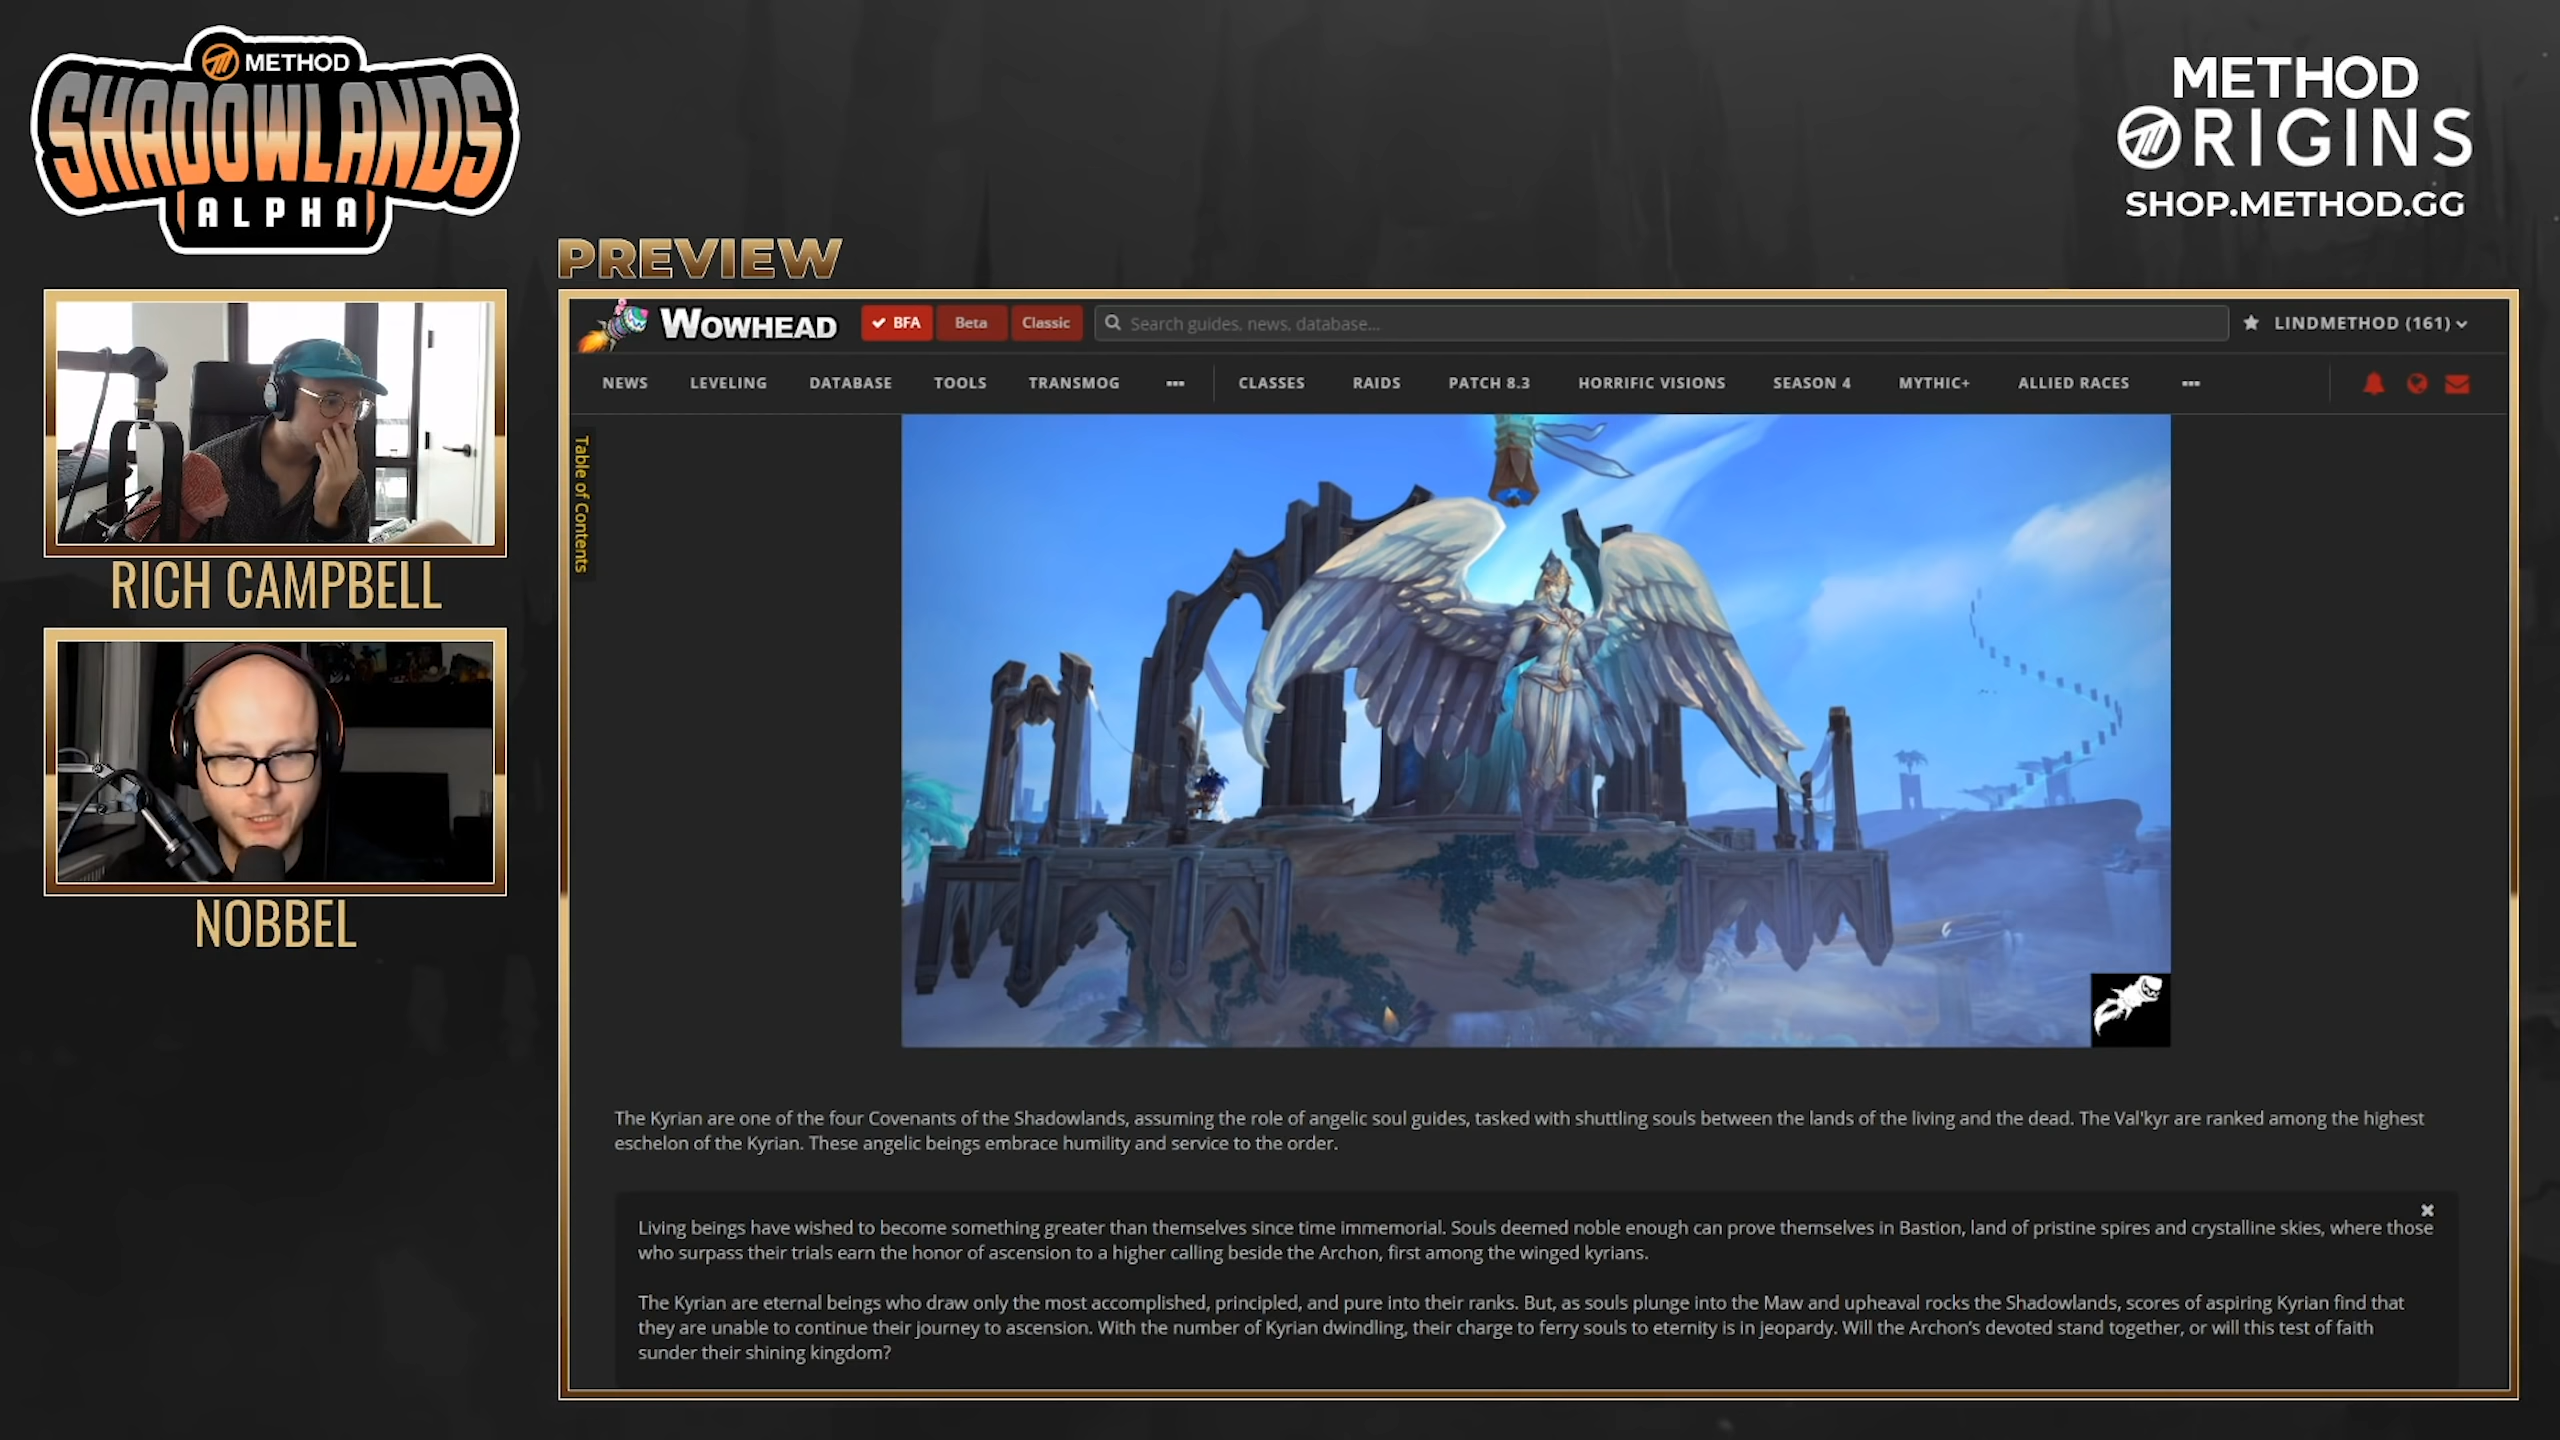 METHOD
SHADOWLANDS
ALPHA
METHOD
ORIGINS
SHOP.METHOD.GG
PREVIEW
WOWHEAD
BFA
Beta
Classic
Search guides, news, database...
LINDMETHOD (161)
NEWS
LEVELING
DATABASE
TOOLS
TRANSMOG
CLASSES
RAIDS
PATCH 8.3
HORRIFIC VISIONS
SEASON 4
MYTHIC+
ALLIED RACES
Table of Contents
RICH CAMPBELL
NOBBEL
The Kyrian are one of the four Covenants of the Shadowlands, assuming the role of angelic soul guides, tasked with shuttling souls between the lands of the living and the dead. The Val'kyr are ranked among the highest
eschelon of the Kyrian. These angelic beings embrace humility and service to the order.
Living beings have wished to become something greater than themselves since time immemorial. Souls deemed noble enough can prove themselves in Bastion, land of pristine spires and crystalline skies, where those
who surpass their trials earn the honor of ascension to a higher calling beside the Archon, first among the winged kyrians.
The Kyrian are eternal beings who draw only the most accomplished, principled, and pure into their ranks. But, as souls plunge into the Maw and upheaval rocks the Shadowlands, scores of aspiring Kyrian find that
they are unable to continue their journey to ascension. With the number of Kyrian dwindling, their charge to ferry souls to eternity is in jeopardy. Will the Archon's devoted stand together, or will this test of faith
sunder their shining kingdom?